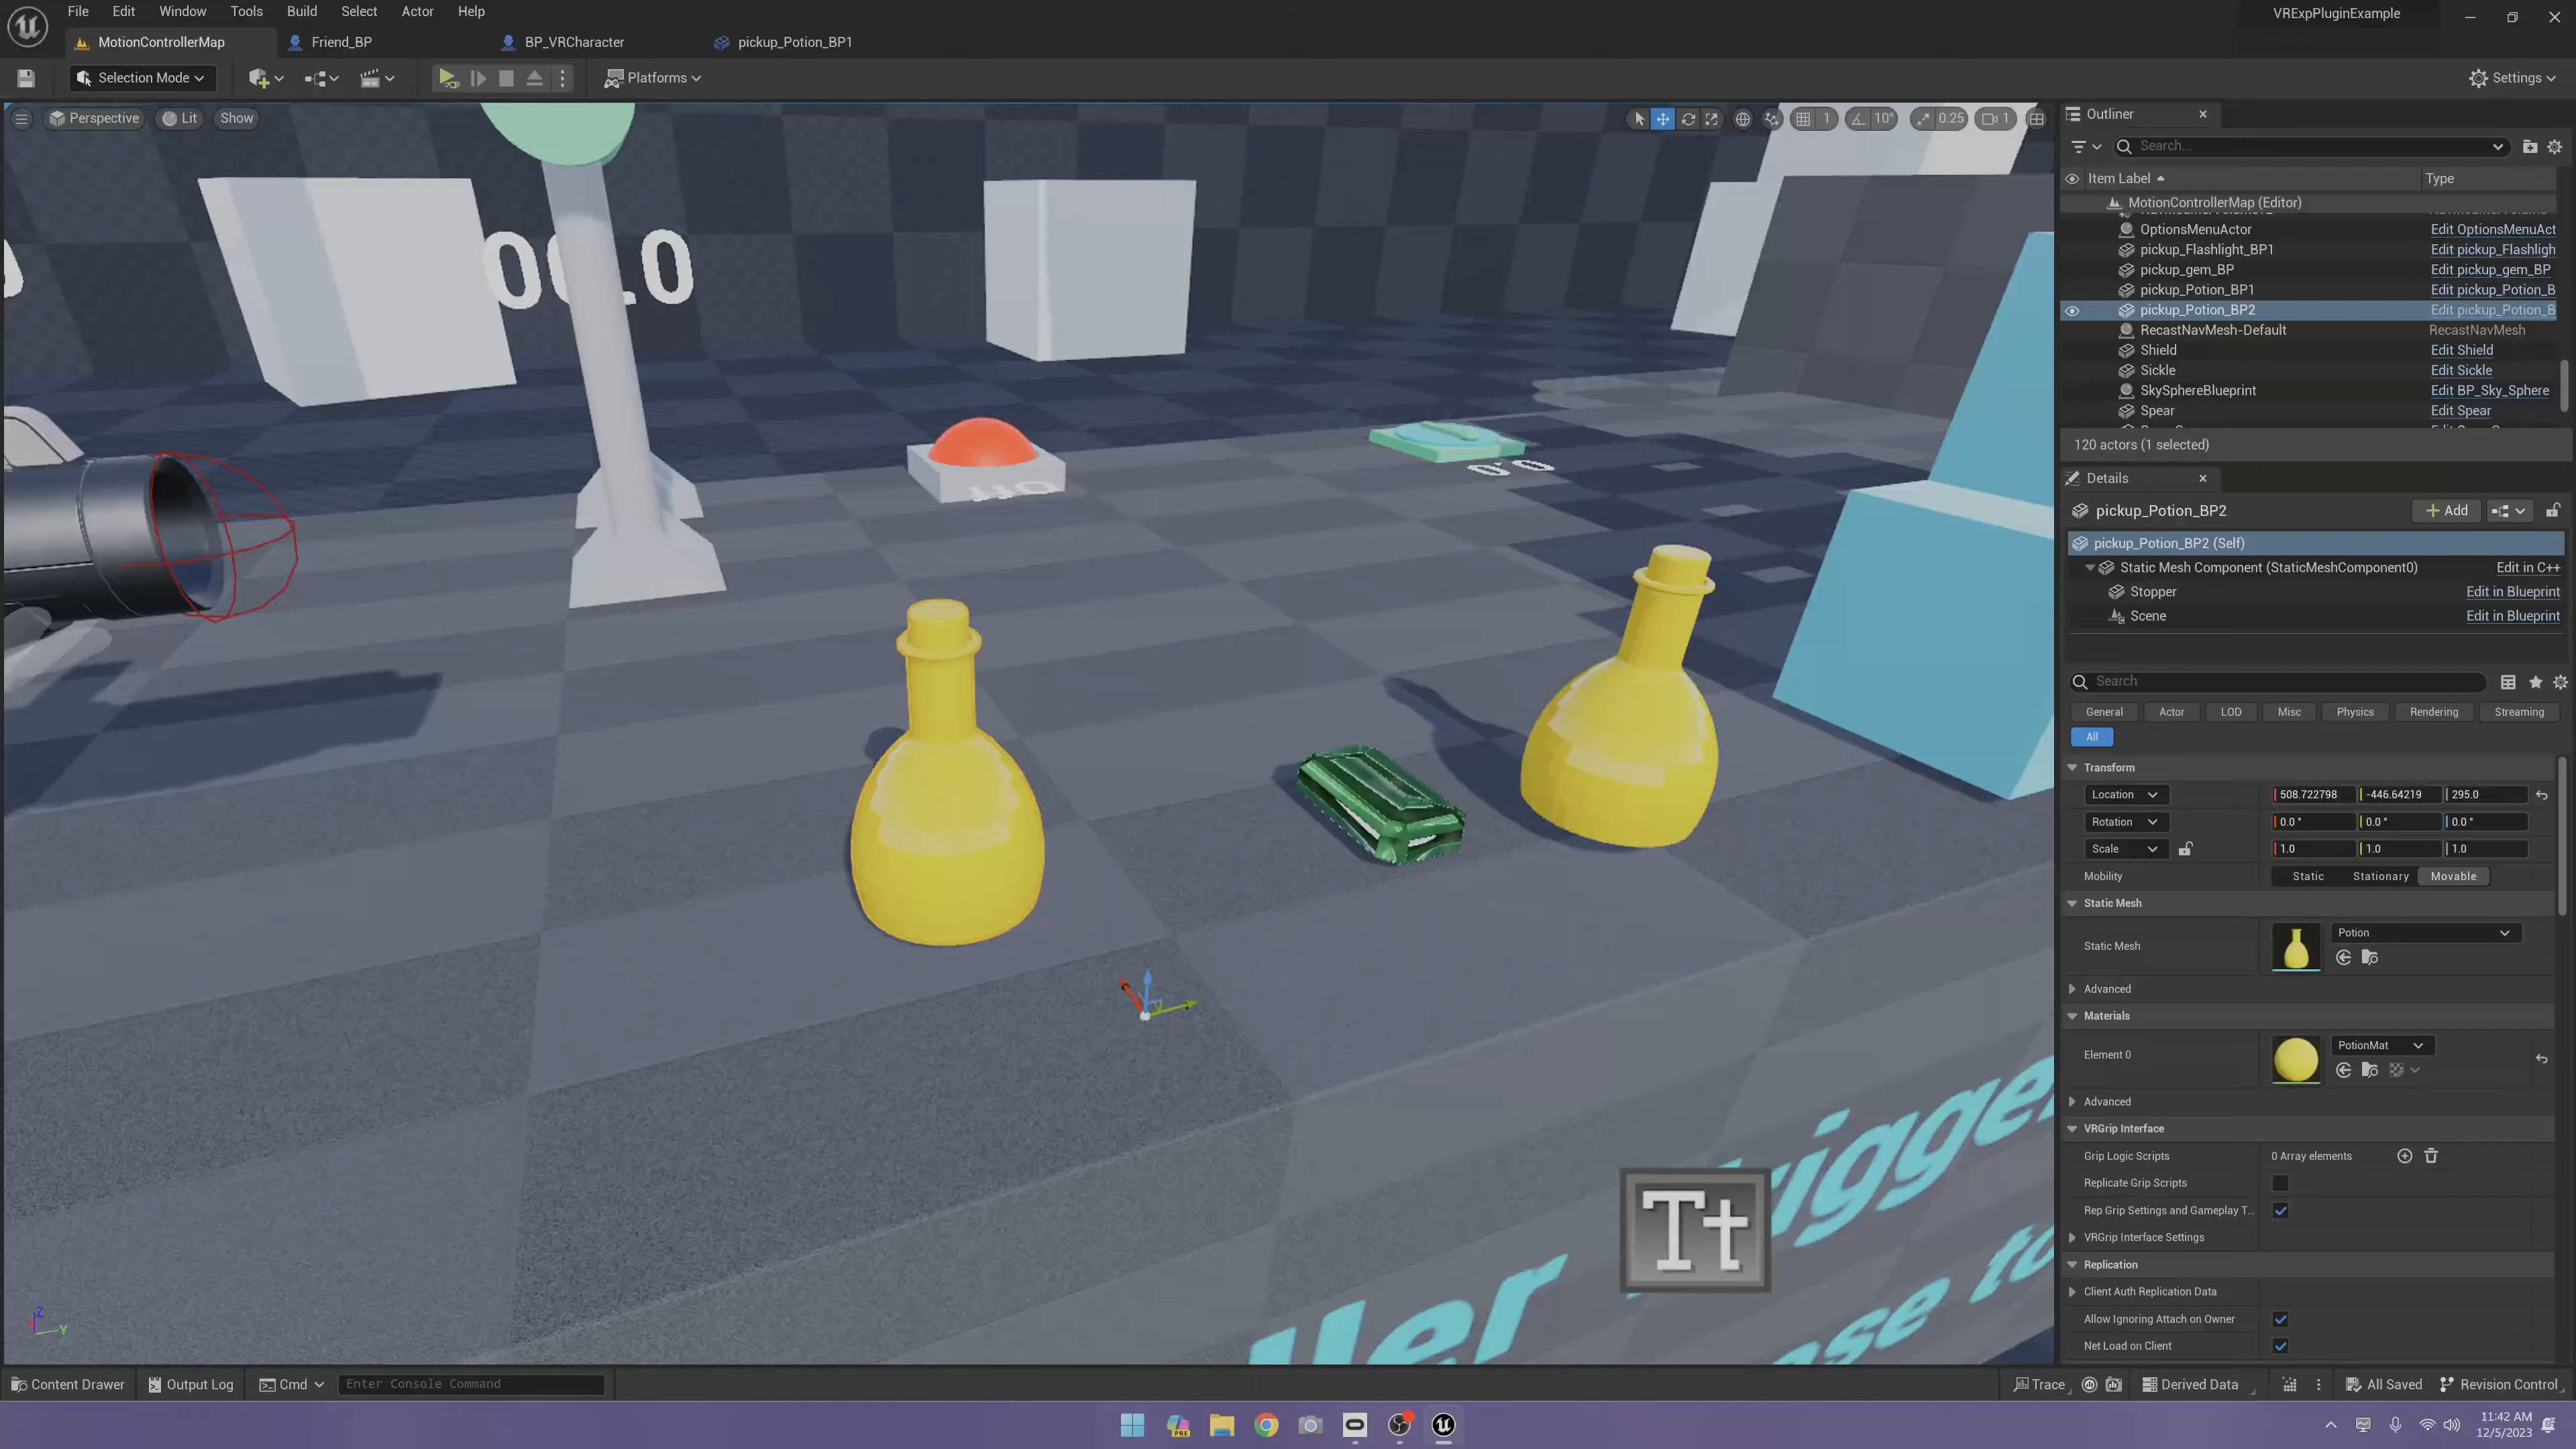 File Edit Window Tools Build Select Actor Help
VRExpPluginExample
MotionControllerMap Friend_BP BP_VRCharacter pickup_Potion_BP1
Selection Mode Platforms Settings
Perspective Lit Show
1 10° 0.25 1
Outliner
Search...
Item Label Type
MotionControllerMap (Editor)
OptionsMenuActor Edit OptionsMenuAct
pickup_Flashlight_BP1 Edit pickup_Flashligh
pickup_gem_BP Edit pickup_gem_BP
pickup_Potion_BP1 Edit pickup_Potion_B
pickup_Potion_BP2 Edit pickup_Potion_B
RecastNavMesh-Default RecastNavMesh
Shield Edit Shield
Sickle Edit Sickle
SkySphereBlueprint Edit BP_Sky_Sphere
Spear Edit Spear
120 actors (1 selected)
Details
pickup_Potion_BP2 Add
pickup_Potion_BP2 (Self)
Static Mesh Component (StaticMeshComponent0) Edit in C++
Stopper Edit in Blueprint
Scene Edit in Blueprint
Search
General Actor LOD Misc Physics Rendering Streaming
All
Transform
Location 508.722798 -446.64219 295.0
Rotation 0.0 ° 0.0 ° 0.0 °
Scale 1.0 1.0 1.0
Mobility Static Stationary Movable
Static Mesh
Static Mesh Potion
Advanced
Materials
Element 0 PotionMat
Advanced
VRGrip Interface
Grip Logic Scripts 0 Array elements
Replicate Grip Scripts
Rep Grip Settings and Gameplay T...
VRGrip Interface Settings
Replication
Client Auth Replication Data
Allow Ignoring Attach on Owner
Net Load on Client
Tt
Z
Y
Content Drawer Output Log Cmd Enter Console Command
Trace Derived Data All Saved Revision Control
PRE
11:42 AM
12/5/2023